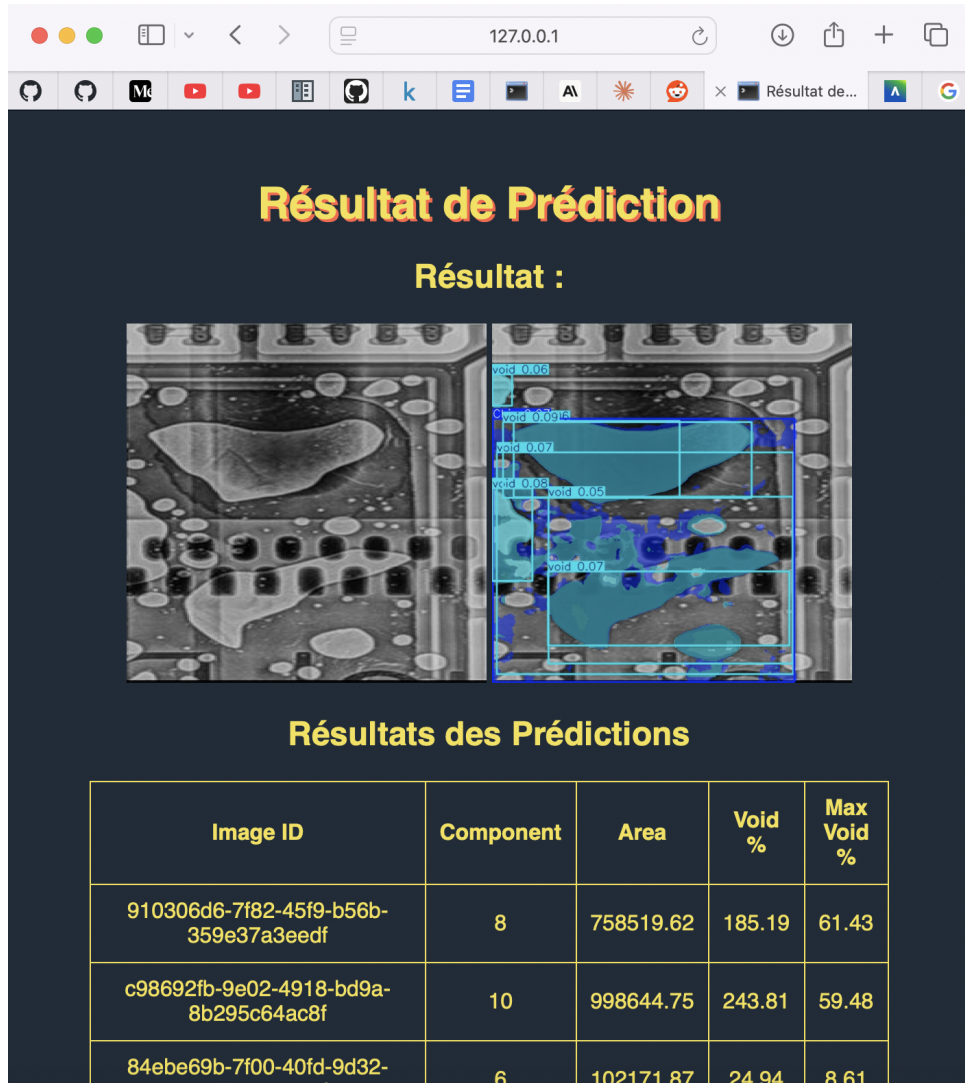 127.0.0.1
Résultat de...
Résultat de Prédiction
Résultat :
void 0.06
void 0.07
void 0.08
void 0.05
void 0.07
Résultats des Prédictions
Image ID
Component
Area
Void
%
Max
Void
%
910306d6-7f82-45f9-b56b-
359e37a3eedf
8
758519.62
185.19
61.43
c98692fb-9e02-4918-bd9a-
8b295c64ac8f
10
998644.75
243.81
59.48
84ebe69b-7f00-40fd-9d32-
6
102171.87
24.94
8.61